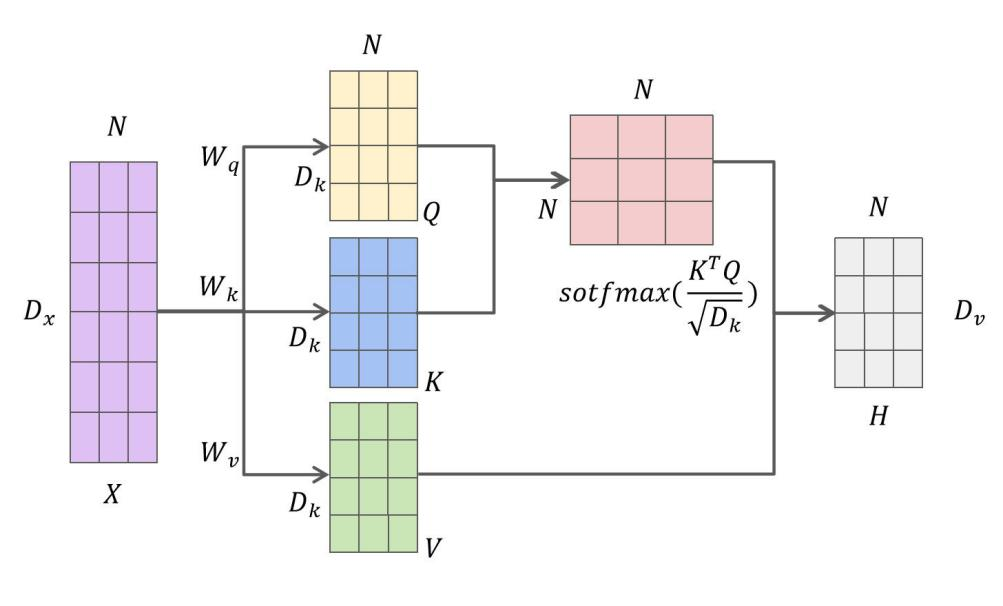 N
D_x
X
W_q
W_k
W_v
N
D_k
Q
D_k
K
D_k
V
N
N
sotfmax(K^T Q / √D_k)
N
D_v
H